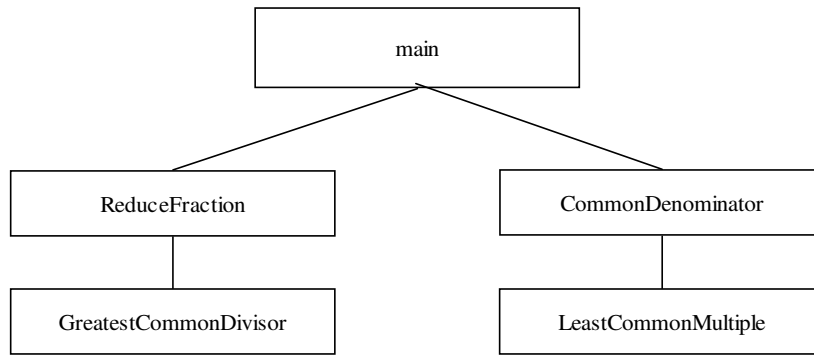 main
ReduceFraction
CommonDenominator
GreatestCommonDivisor
LeastCommonMultiple